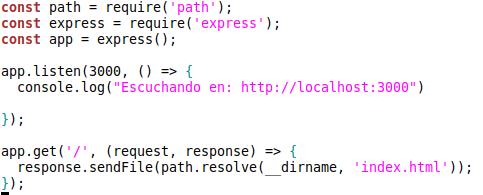 const path = require('path');
const express = require('express');
const app = express();
app.listen(3000, () => {
  console.log("Escuchando en: http://localhost:3000")
});
app.get('/', (request, response) => {
  response.sendFile(path.resolve(__dirname, 'index.html'));
});